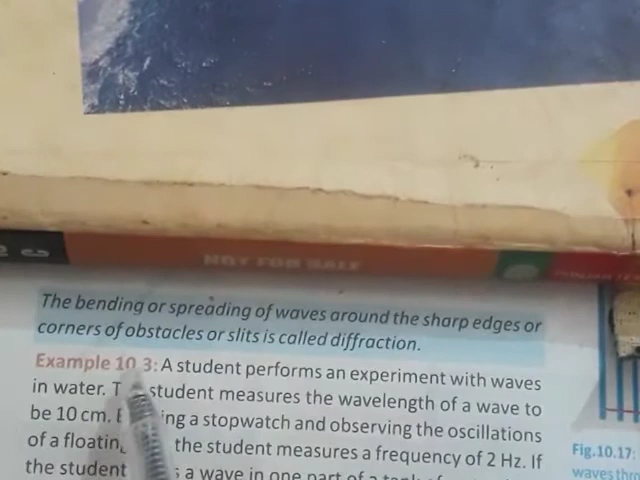 NOT FOR SALE
The bending or spreading of waves around the sharp edges or
corners of obstacles or slits is called diffraction.
Example 10.3: A student performs an experiment with waves
in water. student measures the wavelength of a wave to
be 10 cm. a stopwatch and observing the oscillations
of a the student measures a frequency of 2 Hz. If
the student a wave in one part of a
Fig.10.17:
waves